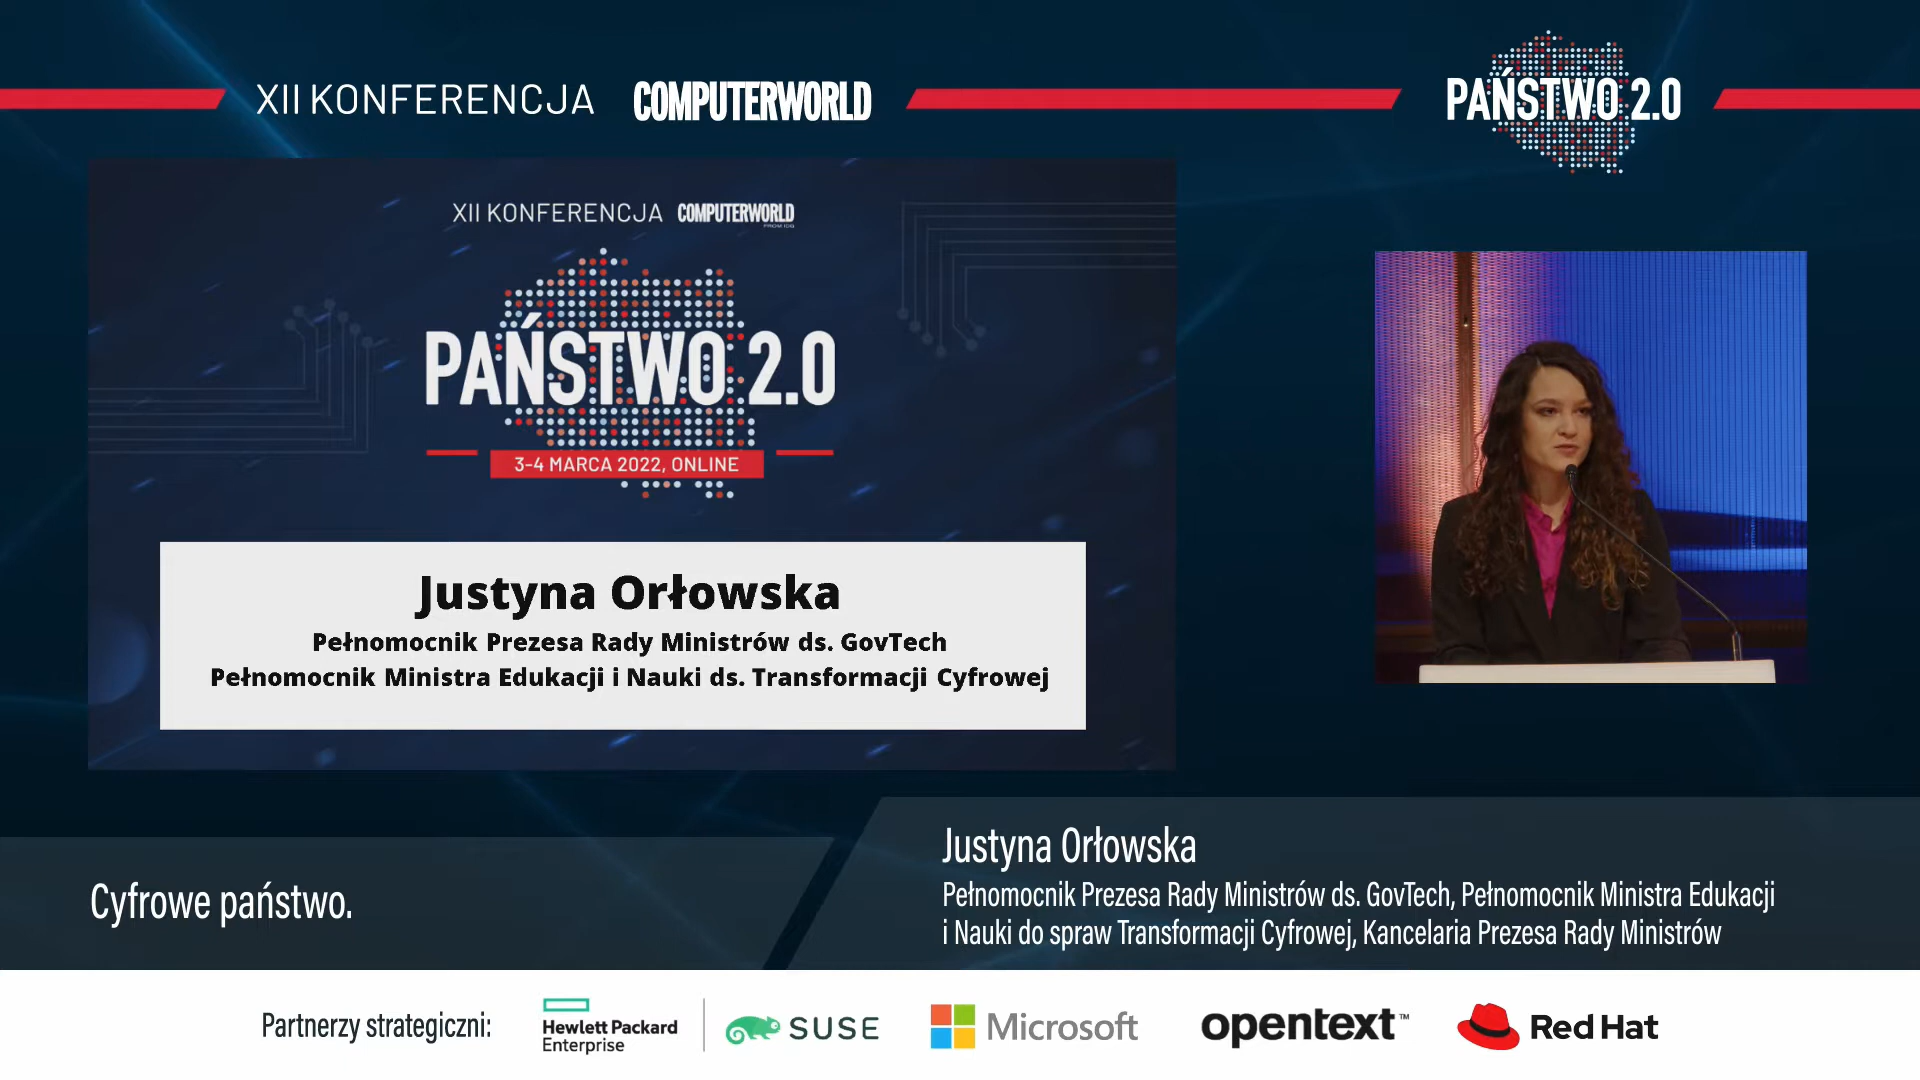 XII KONFERENCJA COMPUTERWORLD
PAŃSTWO 2.0
XII KONFERENCJA COMPUTERWORLD
FROM IDG
PAŃSTWO 2.0
3-4 MARCA 2022, ONLINE
Justyna Orłowska
Pełnomocnik Prezesa Rady Ministrów ds. GovTech
Pełnomocnik Ministra Edukacji i Nauki ds. Transformacji Cyfrowej
Cyfrowe państwo.
Justyna Orłowska
Pełnomocnik Prezesa Rady Ministrów ds. GovTech, Pełnomocnik Ministra Edukacji
i Nauki do spraw Transformacji Cyfrowej, Kancelaria Prezesa Rady Ministrów
Partnerzy strategiczni:
Hewlett Packard
Enterprise
SUSE
Microsoft
opentext™
Red Hat